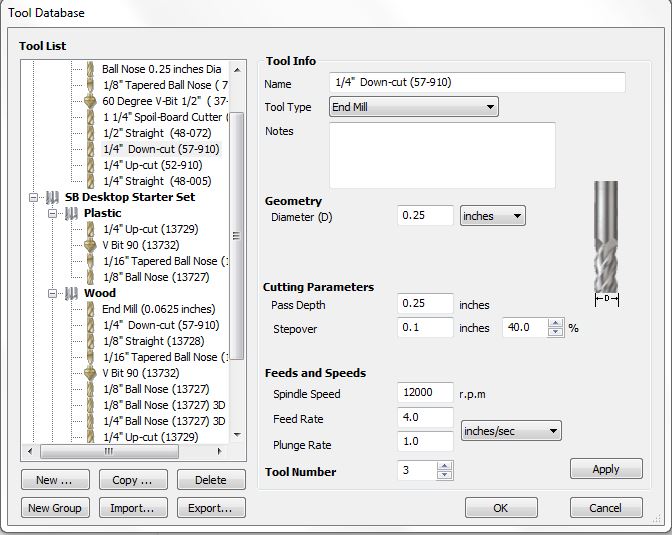 Tool Database
Tool List
Ball Nose 0.25 inches Dia
1/8" Tapered Ball Nose ( 7
60 Degree V-Bit 1/2" ( 37-
1 1/4" Spoil-Board Cutter (
1/2" Straight (48-072)
1/4" Down-cut (57-910)
1/4" Up-cut (52-910)
1/4" Straight (48-005)
SB Desktop Starter Set
Plastic
1/4" Up-cut (13729)
V Bit 90 (13732)
1/16" Tapered Ball Nose (
1/8" Ball Nose (13727)
Wood
End Mill (0.0625 inches)
1/4" Down-cut (57-910)
1/8" Straight (13728)
1/16" Tapered Ball Nose (
V Bit 90 (13732)
1/8" Ball Nose (13727)
1/8" Ball Nose (13727) 3D
1/4" Ball Nose (13727) 3D
1/4" Up-cut (13729)
New ... Copy ... Delete
New Group Import... Export...
Tool Info
Name 1/4" Down-cut (57-910)
Tool Type End Mill
Notes
Geometry
Diameter (D) 0.25 inches
D
Cutting Parameters
Pass Depth 0.25 inches
Stepover 0.1 inches 40.0 %
Feeds and Speeds
Spindle Speed 12000 r.p.m
Feed Rate 4.0
inches/sec
Plunge Rate 1.0
Tool Number 3
Apply
OK Cancel